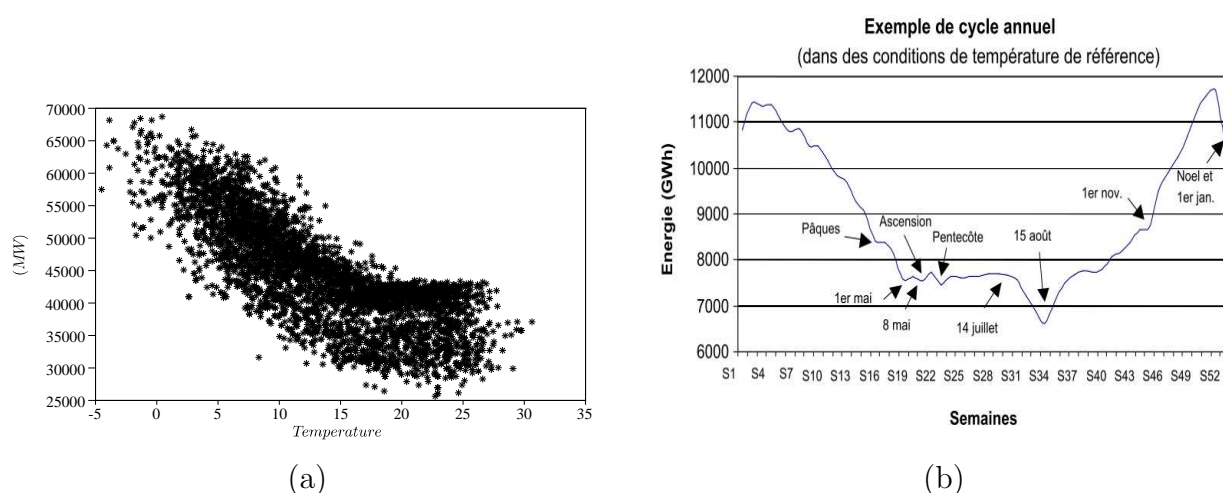 70000
65000
60000
55000
50000
45000
40000
35000
30000
25000
(MW)
-5 0 5 10 15 20 25 30 35
Temperature
(a)
Exemple de cycle annuel
(dans des conditions de température de référence)
12000
11000
10000
9000
8000
7000
6000
Energie (GWh)
Pâques
Ascension
Pentecôte
1er mai
8 mai
14 juillet
15 août
1er nov.
Noel et
1er jan.
S1 S4 S7 S10 S13 S16 S19 S22 S25 S28 S31 S34 S37 S40 S43 S46 S49 S52
Semaines
(b)